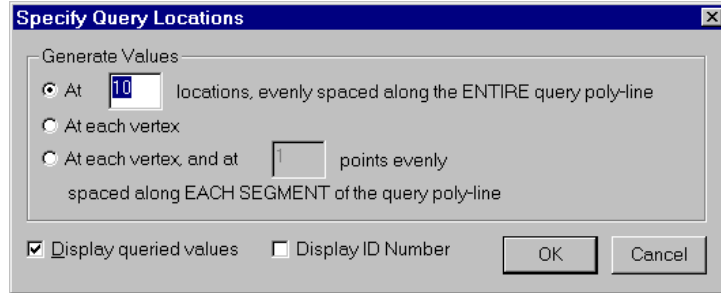 Specify Query Locations
Generate Values
At 10 locations, evenly spaced along the ENTIRE query poly-line
At each vertex
At each vertex, and at 1 points evenly
spaced along EACH SEGMENT of the query poly-line
Display queried values Display ID Number OK Cancel